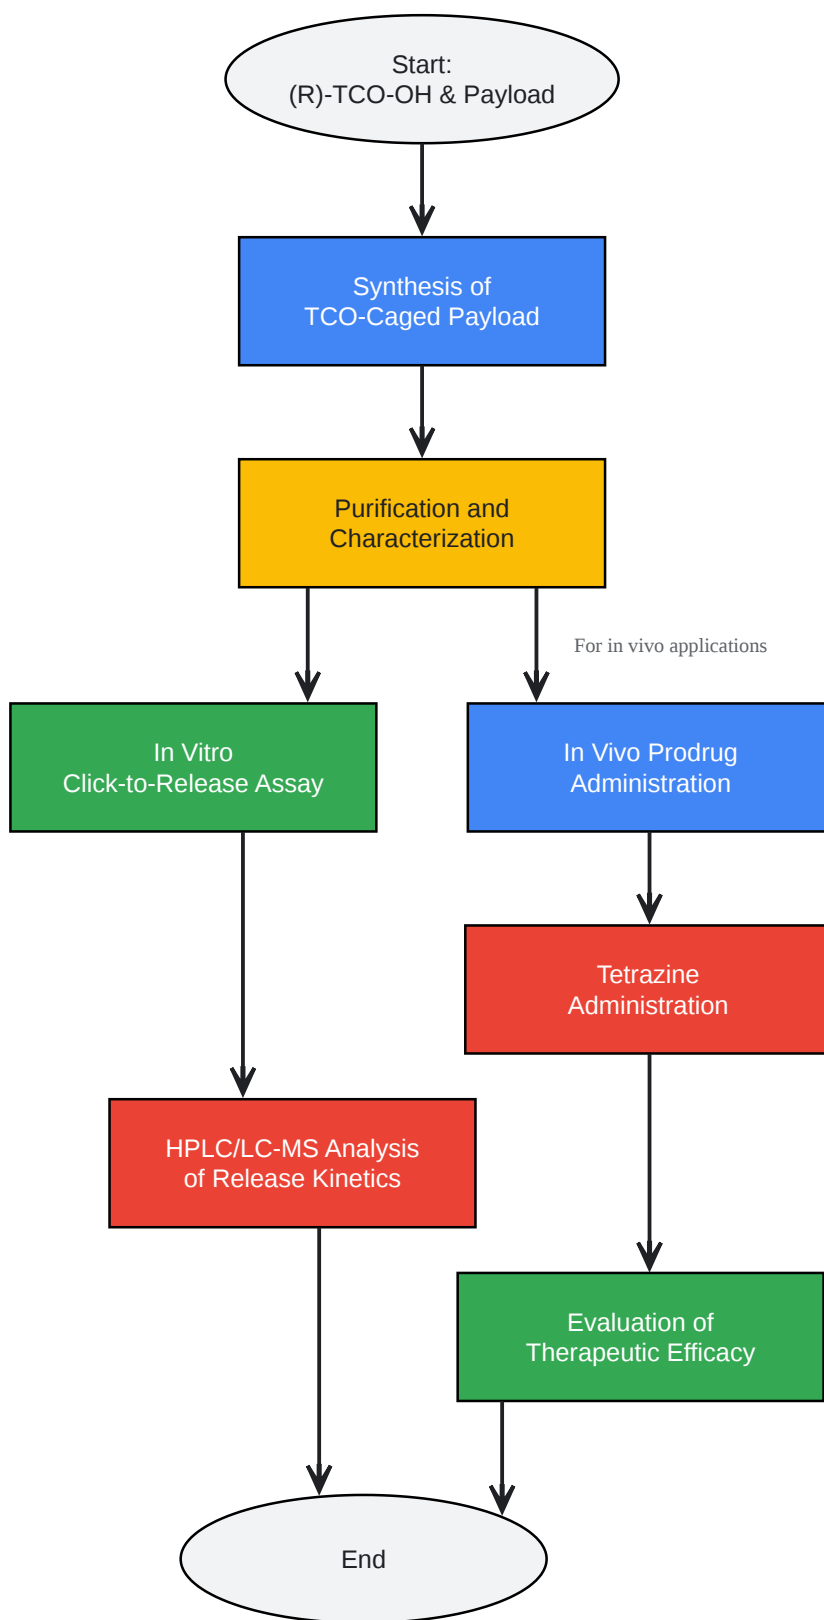 Start:
(R)-TCO-OH & Payload
Synthesis of
TCO-Caged Payload
Purification and
Characterization
For in vivo applications
In Vitro
Click-to-Release Assay
In Vivo Prodrug
Administration
Tetrazine
Administration
HPLC/LC-MS Analysis
of Release Kinetics
Evaluation of
Therapeutic Efficacy
End